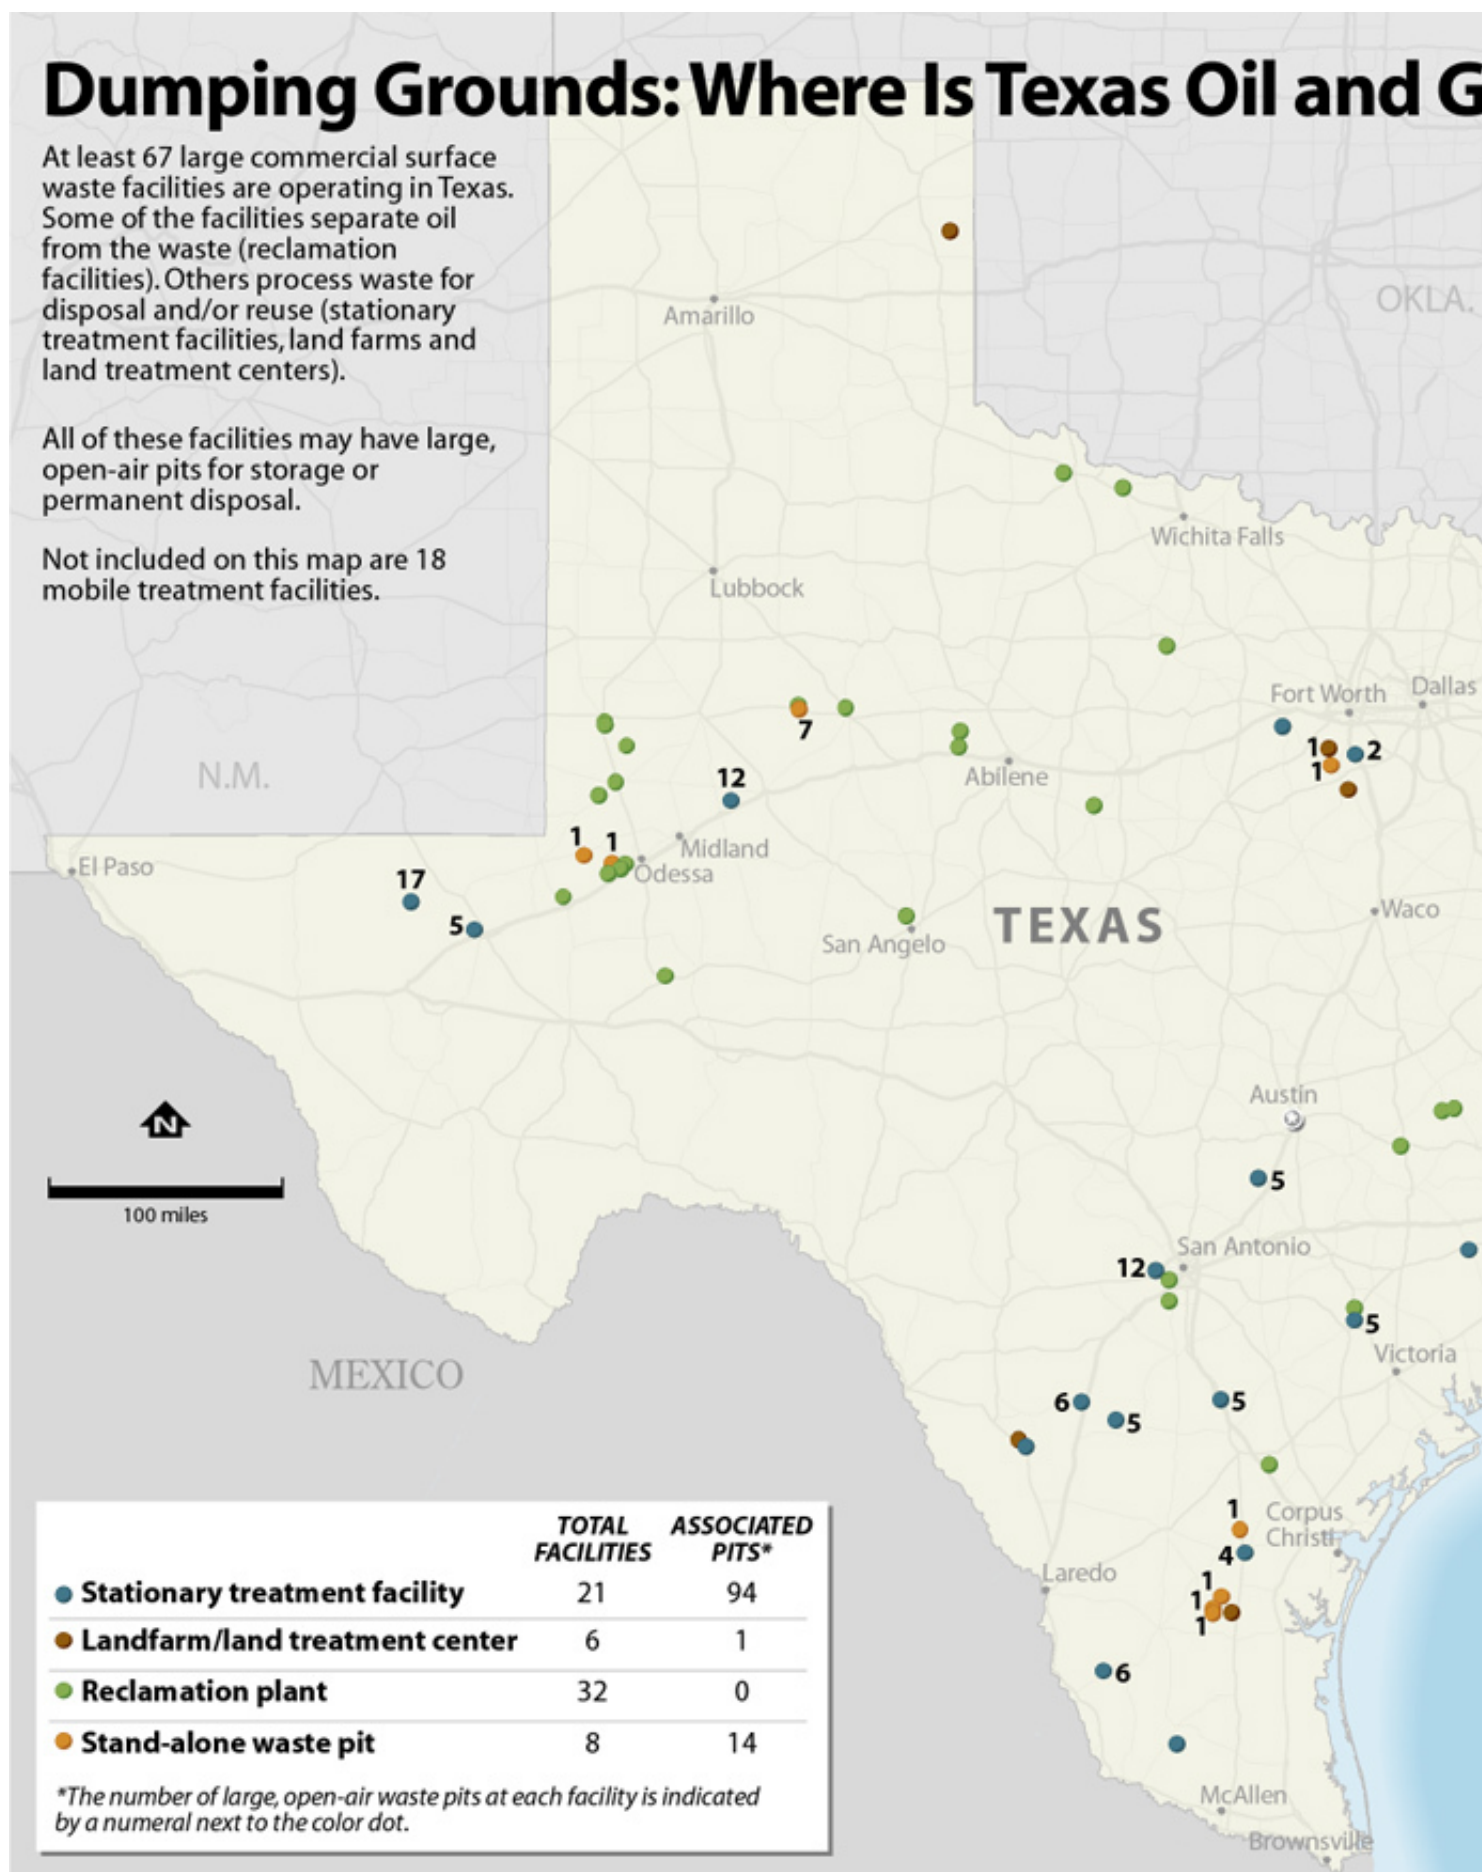 Dumping Grounds: Where Is Texas Oil and G
At least 67 large commercial surface
waste facilities are operating in Texas.
Some of the facilities separate oil
from the waste (reclamation
facilities). Others process waste for
disposal and/or reuse (stationary
treatment facilities, land farms and
land treatment centers).
All of these facilities may have large,
open-air pits for storage or
permanent disposal.
Not included on this map are 18
mobile treatment facilities.
OKLA.
Amarillo
Wichita Falls
Lubbock
Fort Worth
Dallas
7
1
2
1
N.M.
12
Abilene
1
1
Midland
El Paso
Odessa
17
5
TEXAS
Waco
San Angelo
Austin
N
5
100 miles
San Antonio
12
5
Victoria
MEXICO
6
5
5
1
Corpus
Christi
4
Laredo
1
1
1
6
McAllen
Brownsville
TOTAL
FACILITIES
ASSOCIATED
PITS*
Stationary treatment facility 21 94
Landfarm/land treatment center 6 1
Reclamation plant 32 0
Stand-alone waste pit 8 14
*The number of large, open-air waste pits at each facility is indicated
by a numeral next to the color dot.